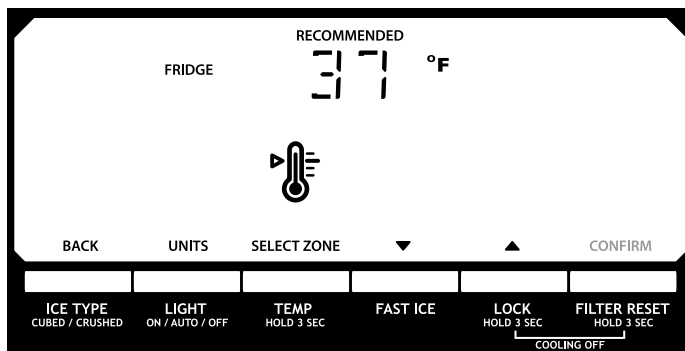 RECOMMENDED
FRIDGE 37 °F
BACK UNITS SELECT ZONE ▼ ▲ CONFIRM
ICE TYPE LIGHT TEMP FAST ICE LOCK FILTER RESET
CUBED / CRUSHED ON / AUTO / OFF HOLD 3 SEC HOLD 3 SEC HOLD 3 SEC
COOLING OFF